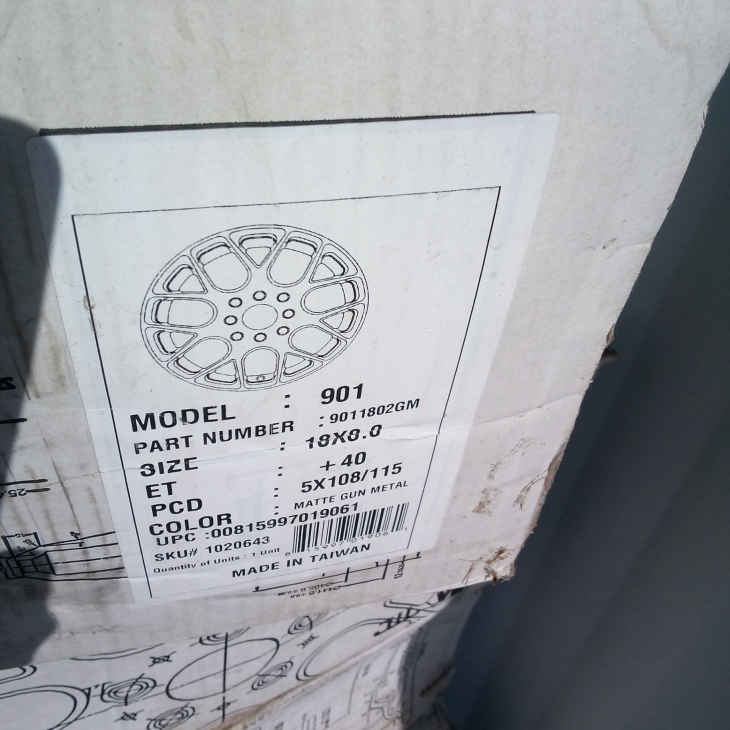 MODEL : 901
PART NUMBER : 9011802GM
SIZE : 18X8.0
ET : +40
PCD : 5X108/115
COLOR : MATTE GUN METAL
UPC :00815997019061
SKU# 1020643
Quantity of Units : 1 Unit
MADE IN TAIWAN